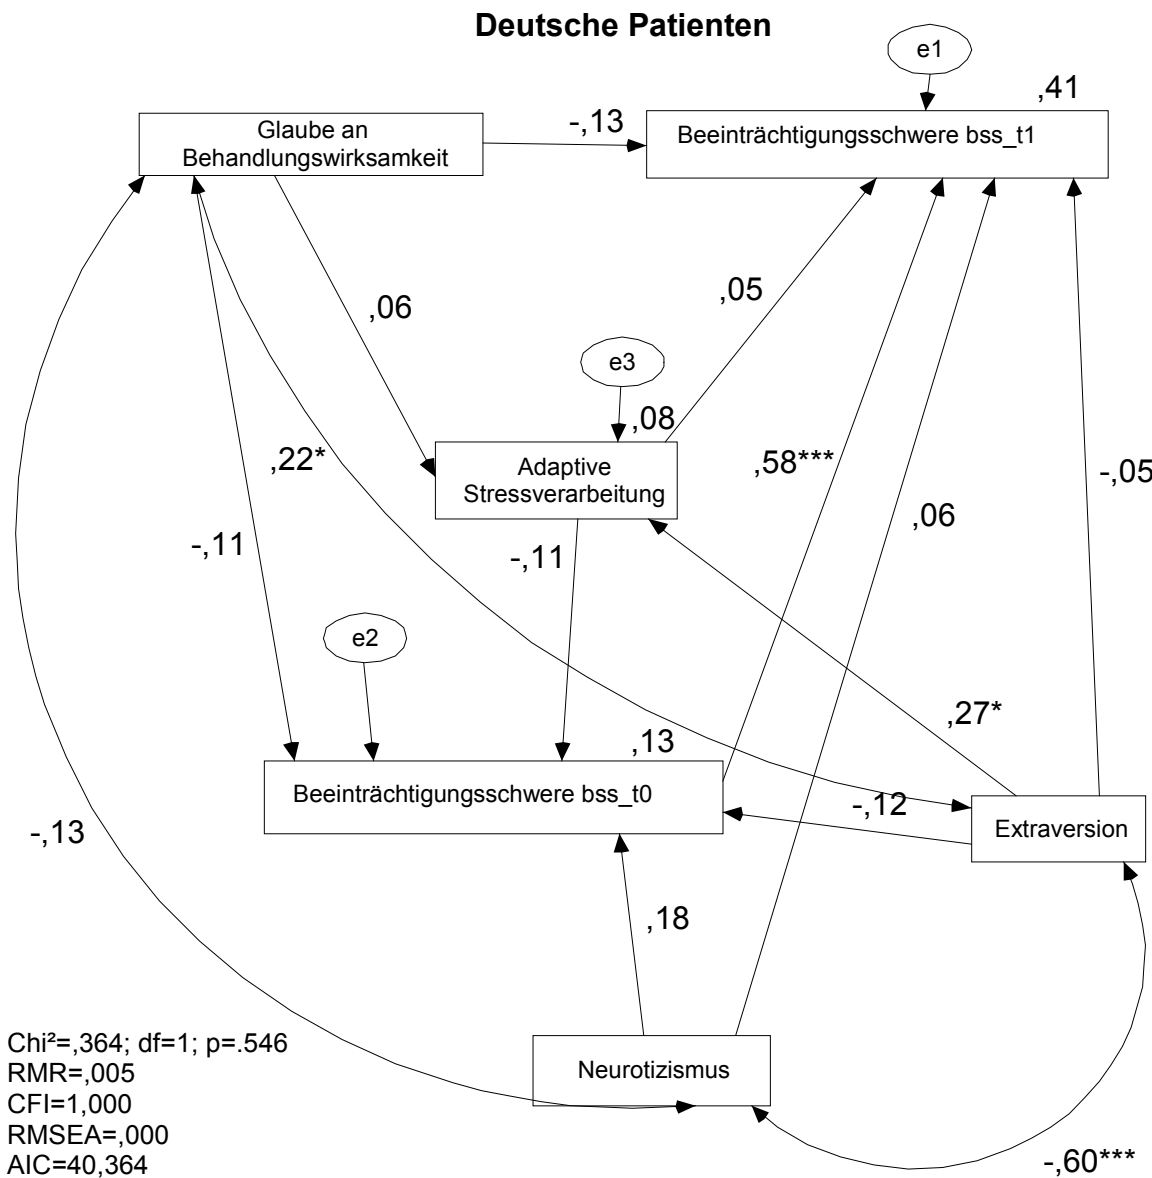 Deutsche Patienten
e1
,41
Glaube an
Behandlungswirksamkeit
-,13
Beeinträchtigungsschwere bss_t1
,06
,05
e3
,08
Adaptive
Stressverarbeitung
,22*
,58***
-,05
,06
-,11
-,11
e2
,27*
,13
Beeinträchtigungsschwere bss_t0
-,12
Extraversion
-,13
,18
Neurotizismus
Chi²=,364; df=1; p=.546
RMR=,005
CFI=1,000
RMSEA=,000
AIC=40,364
-,60***